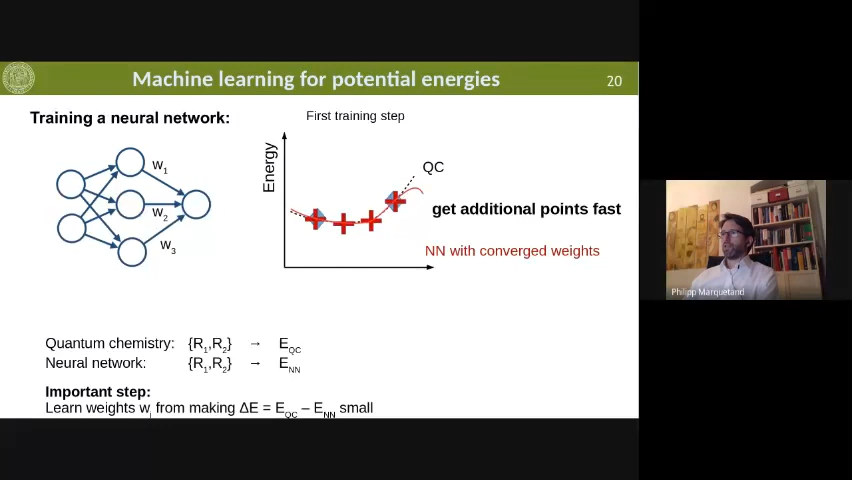 Machine learning for potential energies
20
Training a neural network:
First training step
w1
w2
w3
Energy
QC
get additional points fast
NN with converged weights
Quantum chemistry: {R1,R2} → EQC
Neural network: {R1,R2} → ENN
Important step:
Learn weights wi from making ΔE = EQC – ENN small
Philipp Marquetand